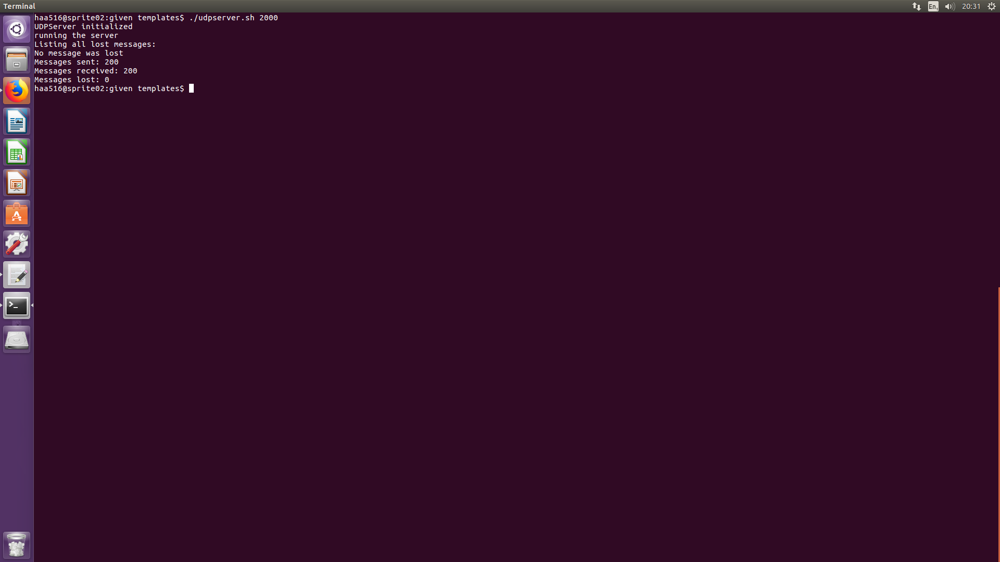 Terminal
En1
20:31
haa516@sprite02:given templates$ ./udpserver.sh 2000
UDPServer initialized
running the server
Listing all lost messages:
No message was lost
Messages sent: 200
Messages received: 200
Messages lost: 0
haa516@sprite02:given templates$